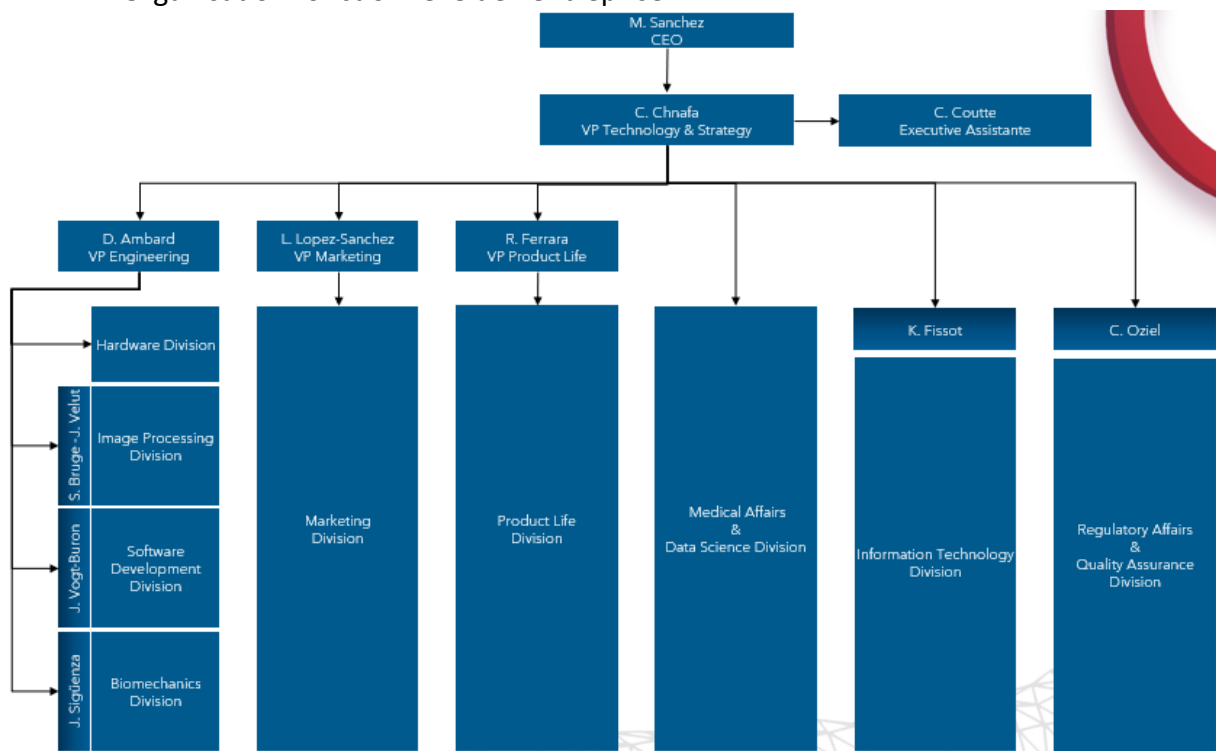 M. Sanchez
CEO
C. Chnafa
VP Technology & Strategy
C. Coutte
Executive Assistante
D. Ambard
VP Engineering
L. Lopez-Sanchez
VP Marketing
R. Ferrara
VP Product Life
Hardware Division
S. Bruge -J. Velut
Image Processing
Division
J. Vogt-Buron
Software
Development
Division
J. Sigüenza
Biomechanics
Division
Marketing
Division
Product Life
Division
Medical Affairs
&
Data Science Division
K. Fissot
Information Technology
Division
C. Oziel
Regulatory Affairs
&
Quality Assurance
Division